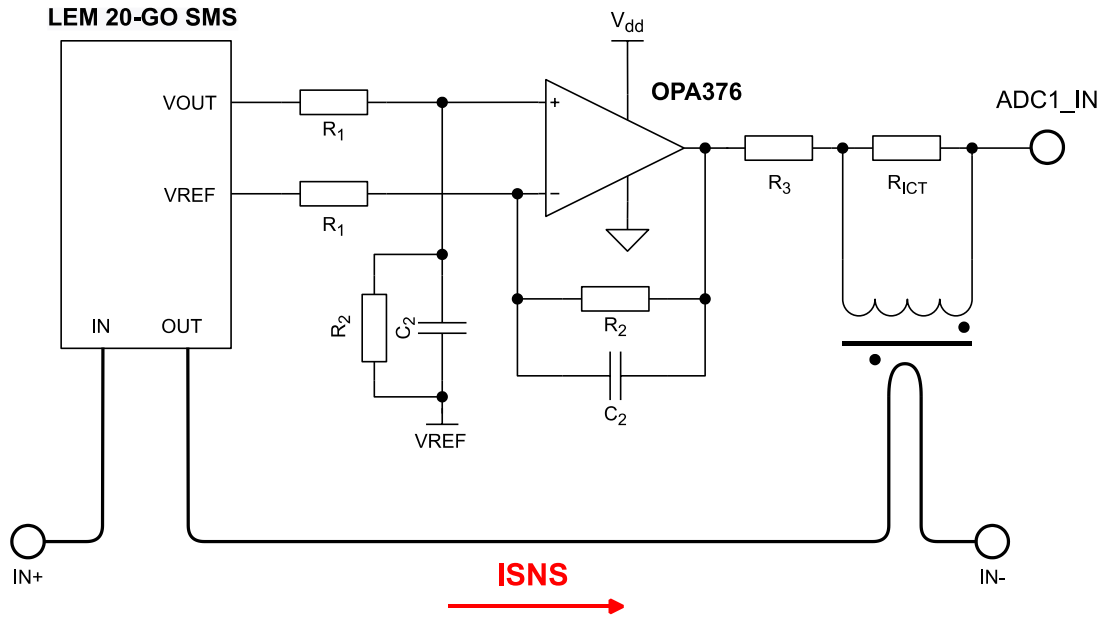 LEM 20-GO SMS
Vdd
OPA376
ADC1_IN
VOUT
+
R1
R3
RICT
VREF
−
R1
R2
C2
R2
IN OUT
C2
VREF
ISNS
IN+
IN-